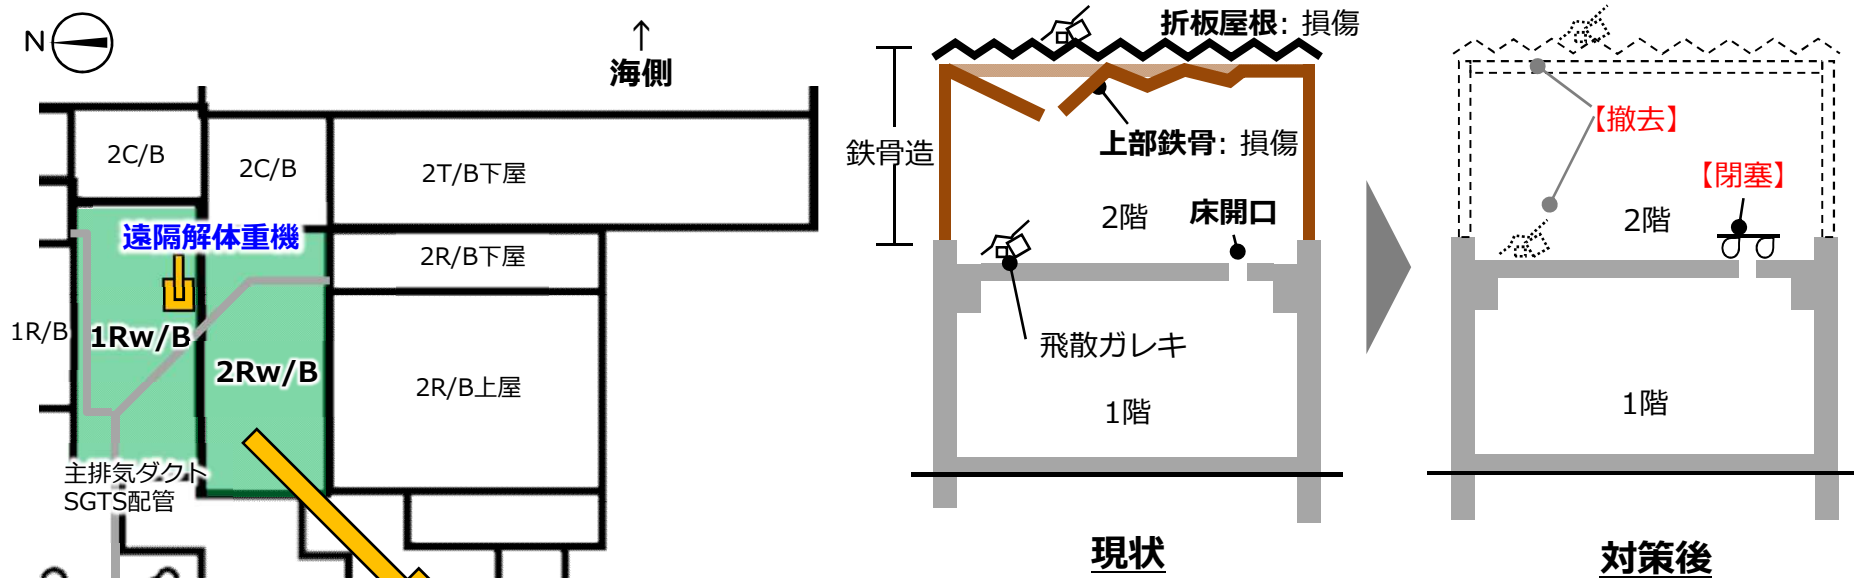 N
↑
海側
2C/B
2C/B
2T/B下屋
遠隔解体重機
2R/B下屋
1R/B
1Rw/B
2Rw/B
2R/B上屋
主排気ダクト
SGTS配管
折板屋根: 損傷
鉄骨造
上部鉄骨: 損傷
2階
床開口
飛散ガレキ
1階
現状
【撤去】
【閉塞】
2階
1階
対策後